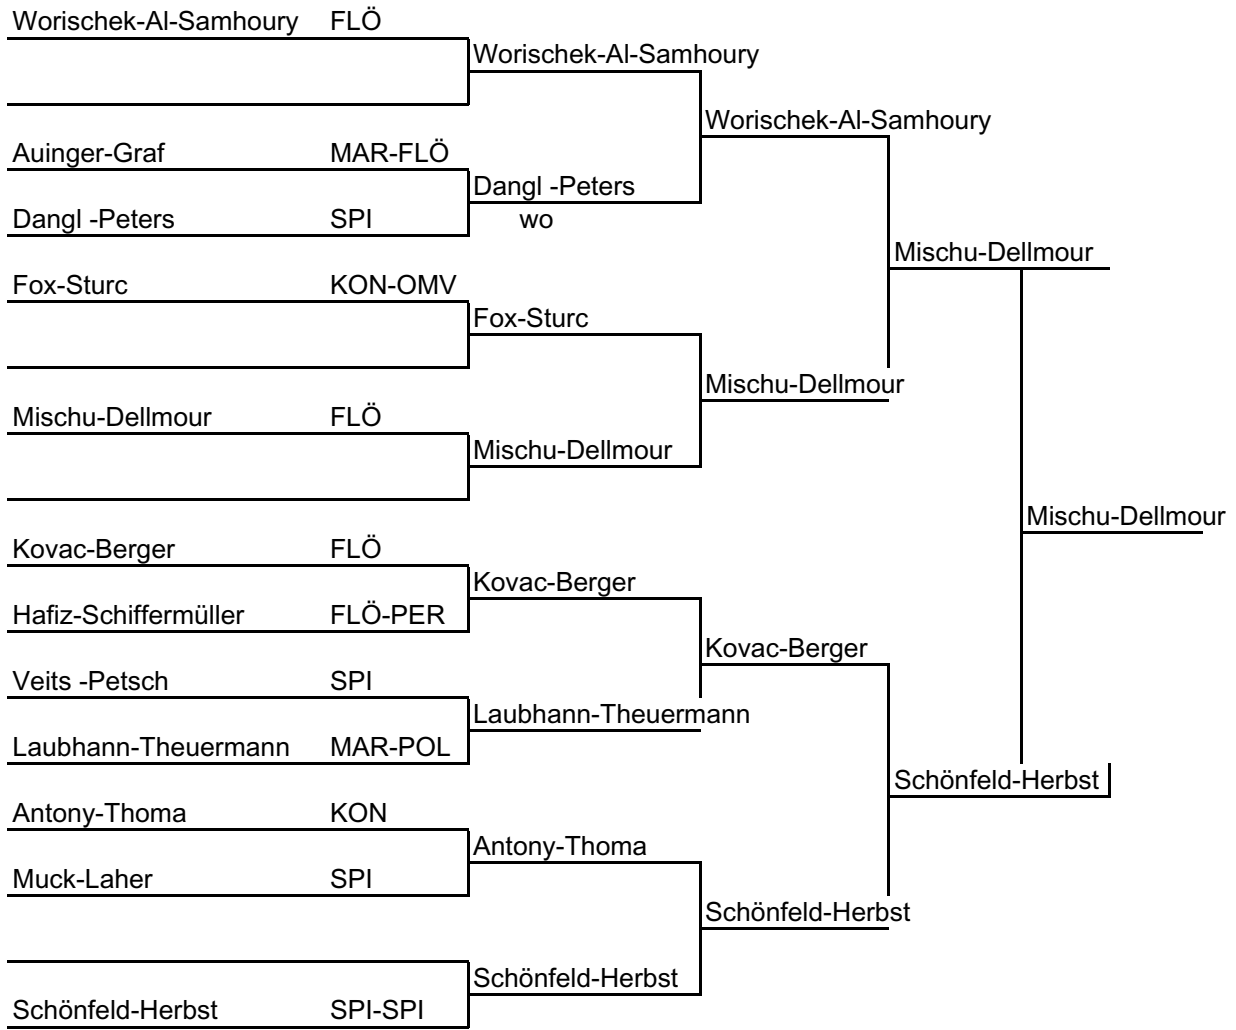 Worischek-Al-Samhoury FLÖ
Worischek-Al-Samhoury
Worischek-Al-Samhoury
Auinger-Graf MAR-FLÖ
Dangl -Peters
Dangl -Peters SPI wo
Mischu-Dellmour
Fox-Sturc KON-OMV
Fox-Sturc
Mischu-Dellmour
Mischu-Dellmour FLÖ
Mischu-Dellmour
Mischu-Dellmour
Kovac-Berger FLÖ
Kovac-Berger
Hafiz-Schiffermüller FLÖ-PER
Kovac-Berger
Veits -Petsch SPI
Laubhann-Theuermann
Laubhann-Theuermann MAR-POL
Schönfeld-Herbst
Antony-Thoma KON
Antony-Thoma
Muck-Laher SPI
Schönfeld-Herbst
Schönfeld-Herbst
Schönfeld-Herbst SPI-SPI